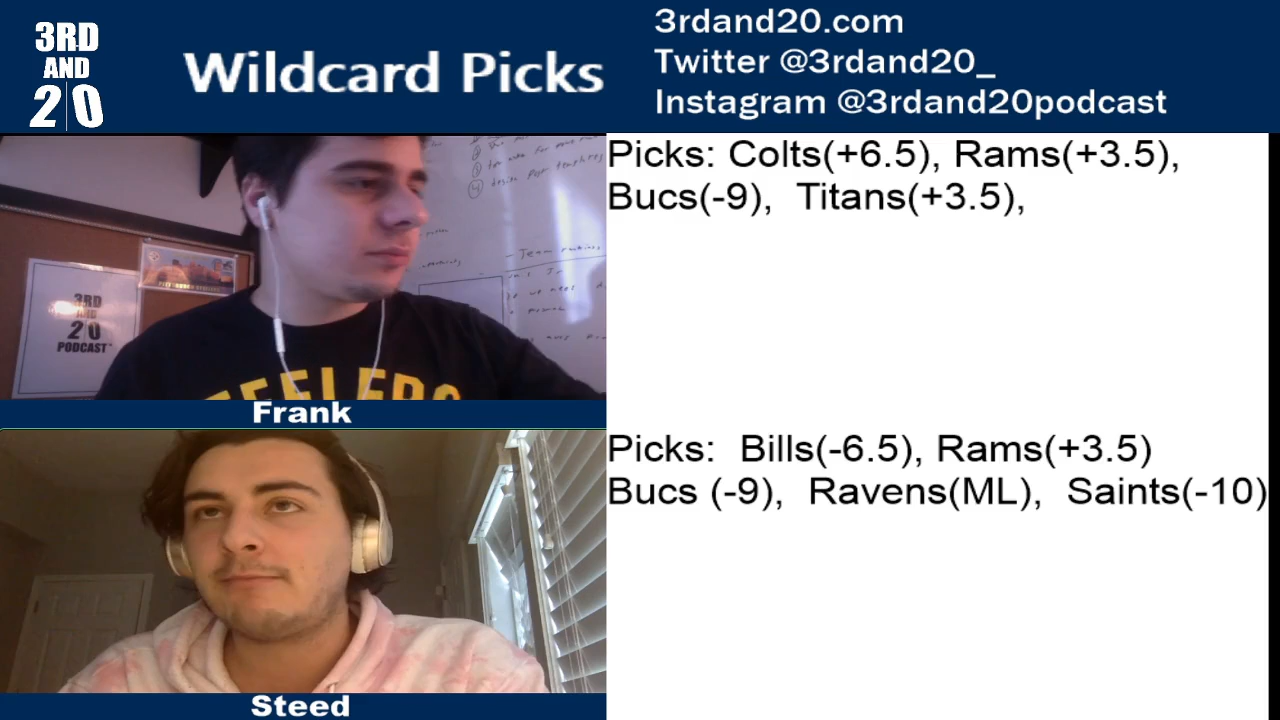 3RD
AND
20
Wildcard Picks
3rdand20.com
Twitter @3rdand20_
Instagram @3rdand20podcast
Picks: Colts(+6.5), Rams(+3.5),
Bucs(-9), Titans(+3.5),
3RD
AND
20
PODCAST
STEELERS
Frank
Picks: Bills(-6.5), Rams(+3.5)
Bucs (-9), Ravens(ML), Saints(-10)
Steed